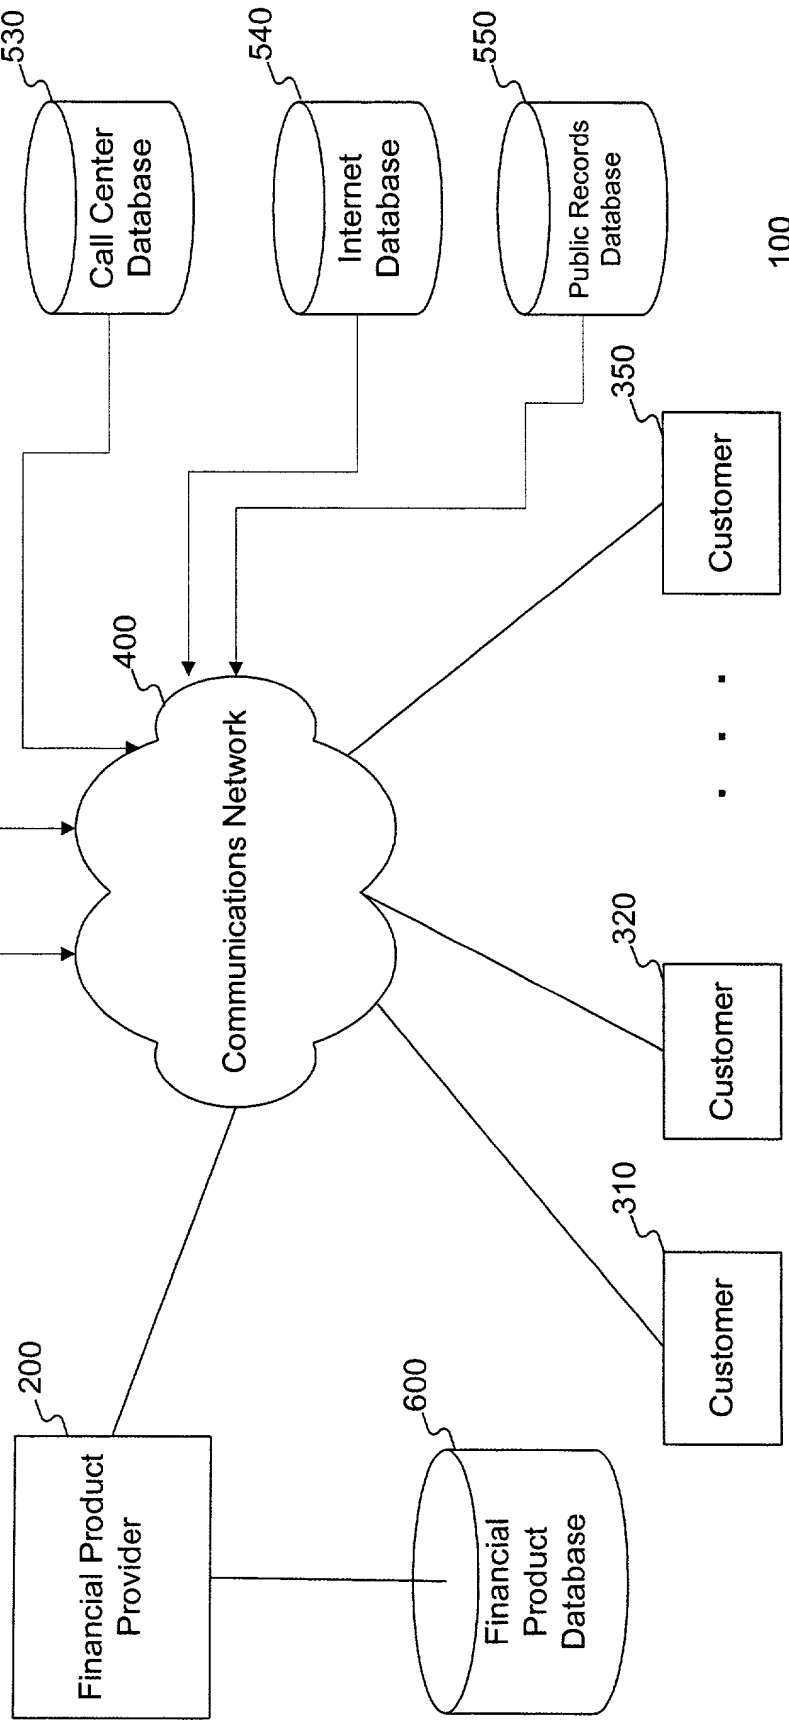 530
Call Center
Database
540
Internet
Database
550
Public Records
Database
100
400
Communications Network
200
Financial Product
Provider
600
Financial
Product
Database
310
Customer
320
Customer
. . .
350
Customer